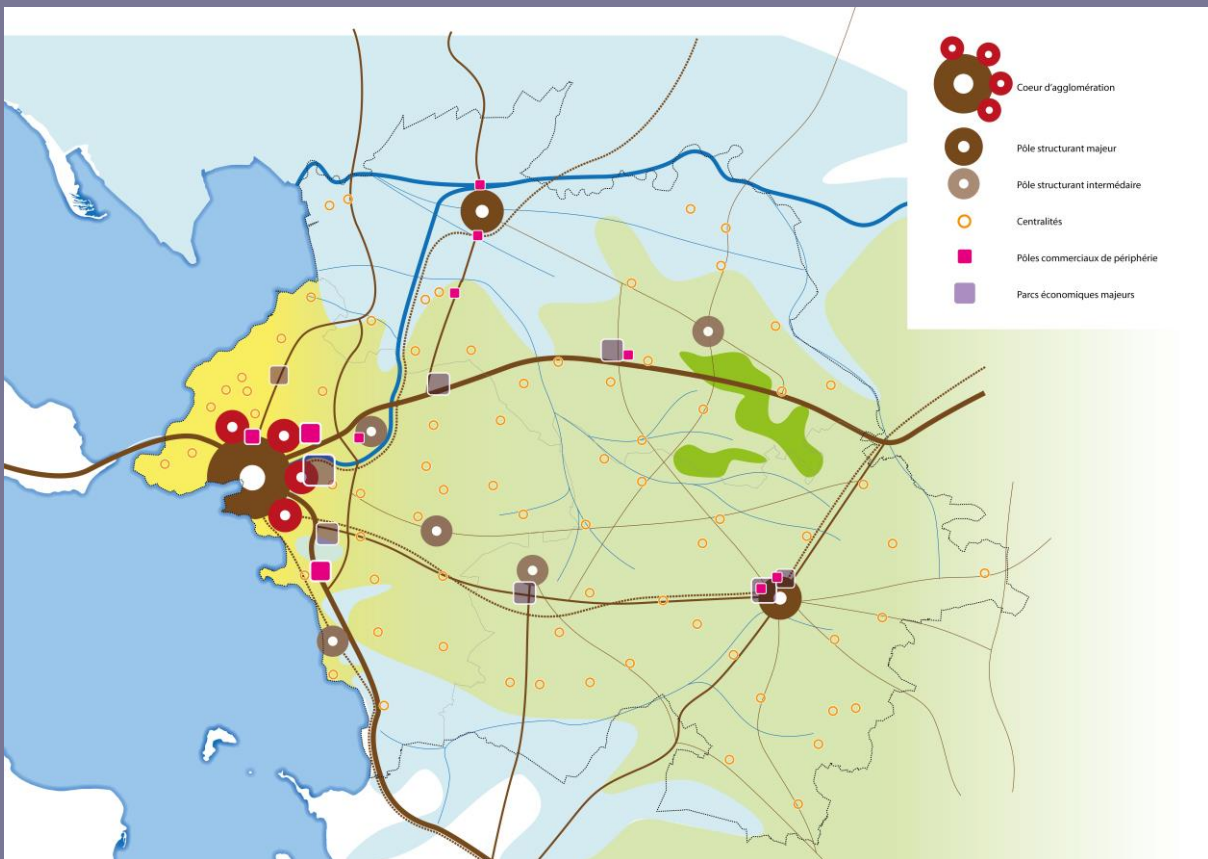 Coeur d'agglomération
Pôle structurant majeur
Pôle structurant intermédaire
Centralités
Pôles commerciaux de périphérie
Parcs économiques majeurs